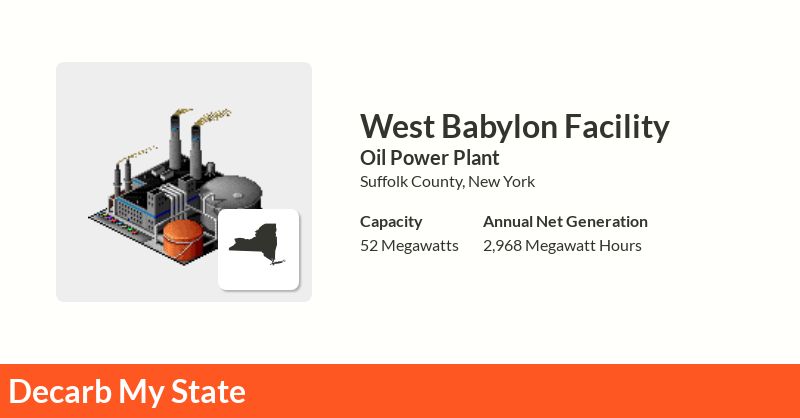 West Babylon Facility
Oil Power Plant
Suffolk County, New York
Capacity
Annual Net Generation
52 Megawatts
2,968 Megawatt Hours
Decarb My State